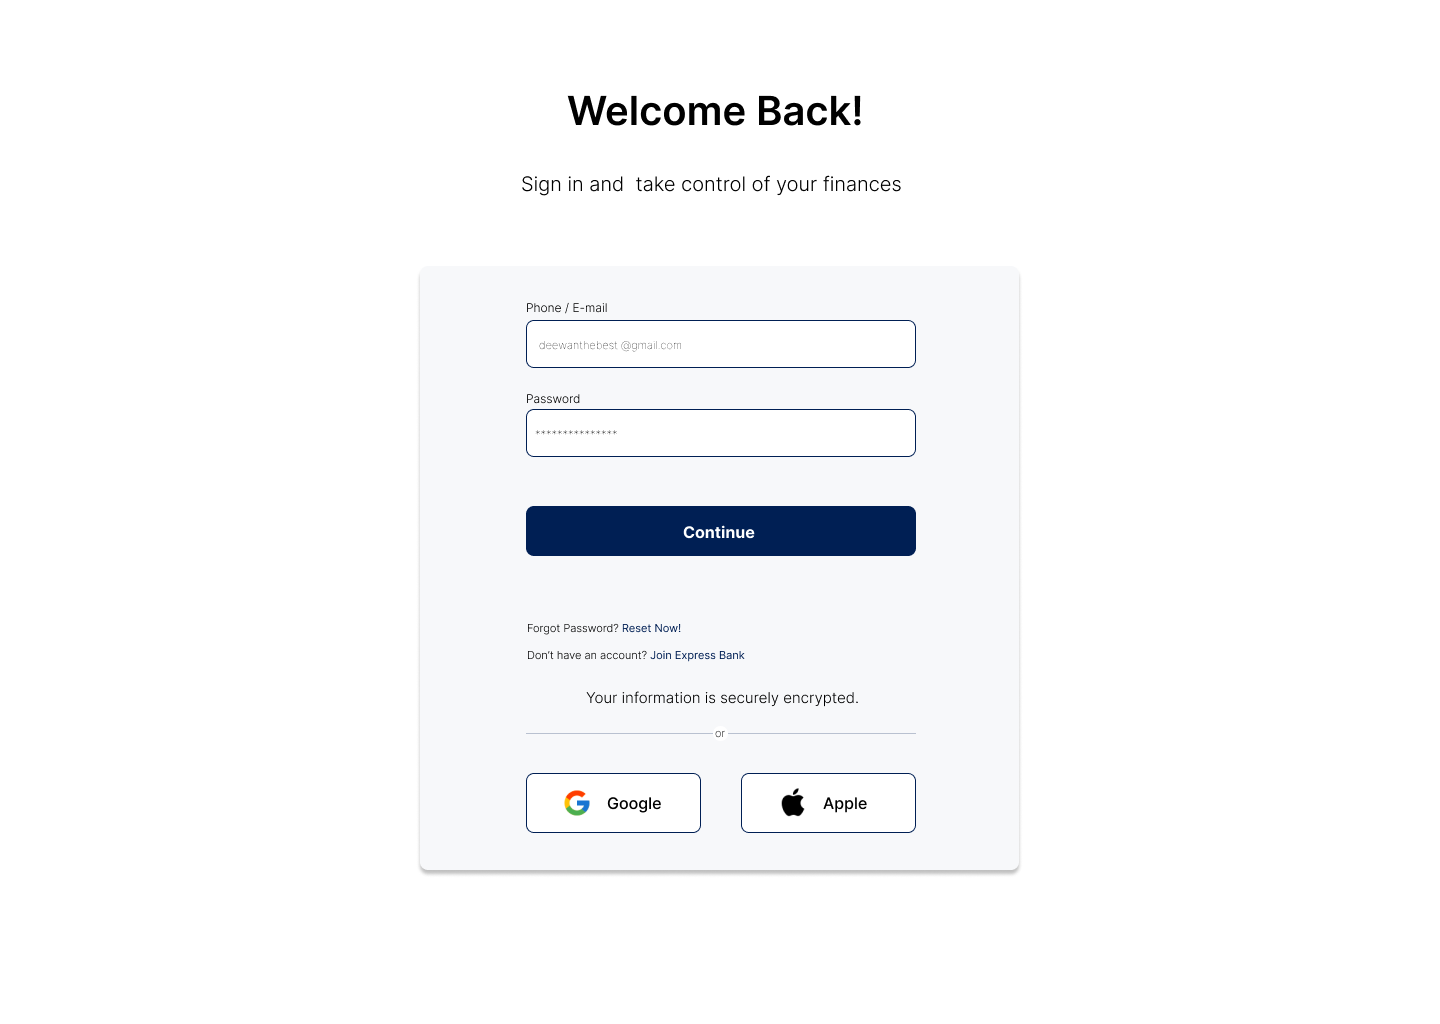 Welcome Back!
Sign in and  take control of your finances
Phone / E-mail
deewanthebest @gmail.com
Password
***************
Continue
Forgot Password? Reset Now!
Don't have an account? Join Express Bank
Your information is securely encrypted.
or
Google
Apple